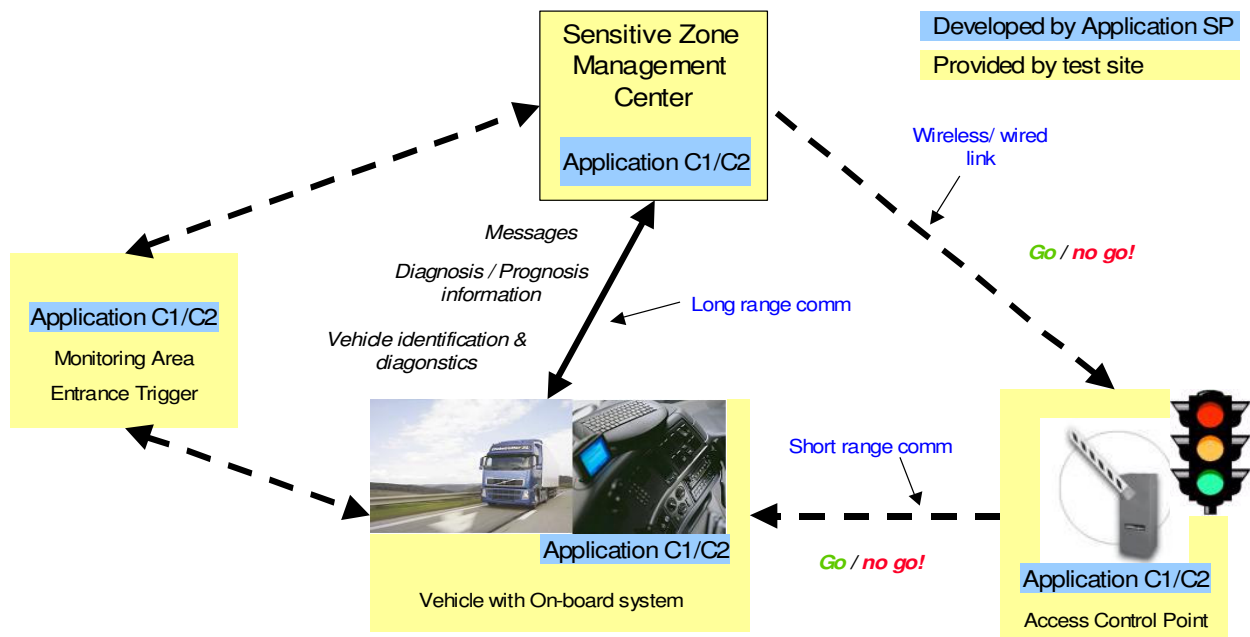 Sensitive Zone
Management
Center
Application C1/C2
Developed by Application SP
Provided by test site
Wireless/ wired
link
Go / no go!
Messages
Diagnosis / Prognosis
information
Long range comm
Vehicle identification &
diagonstics
Application C1/C2
Monitoring Area
Entrance Trigger
Short range comm
Go / no go!
Application C1/C2
Vehicle with On-board system
Application C1/C2
Access Control Point